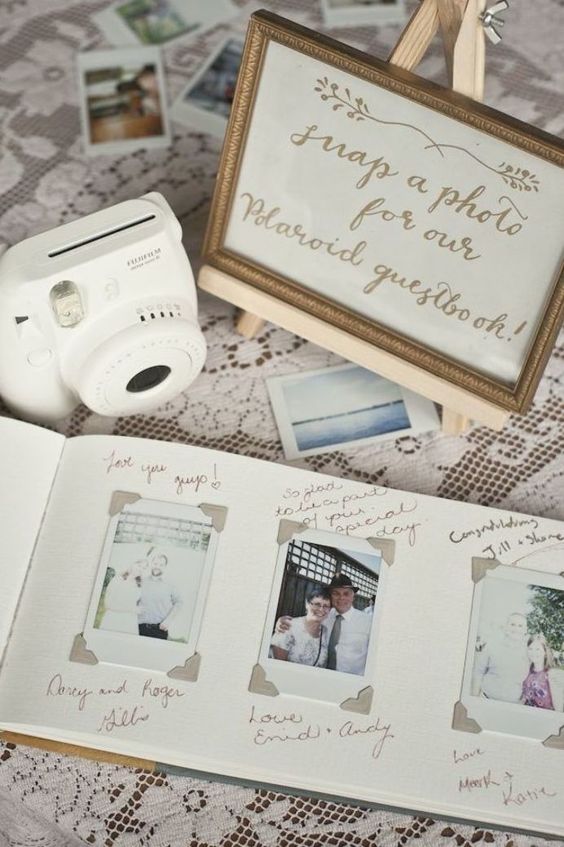 snap a photo
for our
Polaroid guestbook!
FUJIFILM
Love you guys!
So glad
to be a part
of your
special
day.
Congratulations
Jill + Shane
Darcy and Roger
Gillis
Love
Enid + Andy
Love
Mark +
Katie